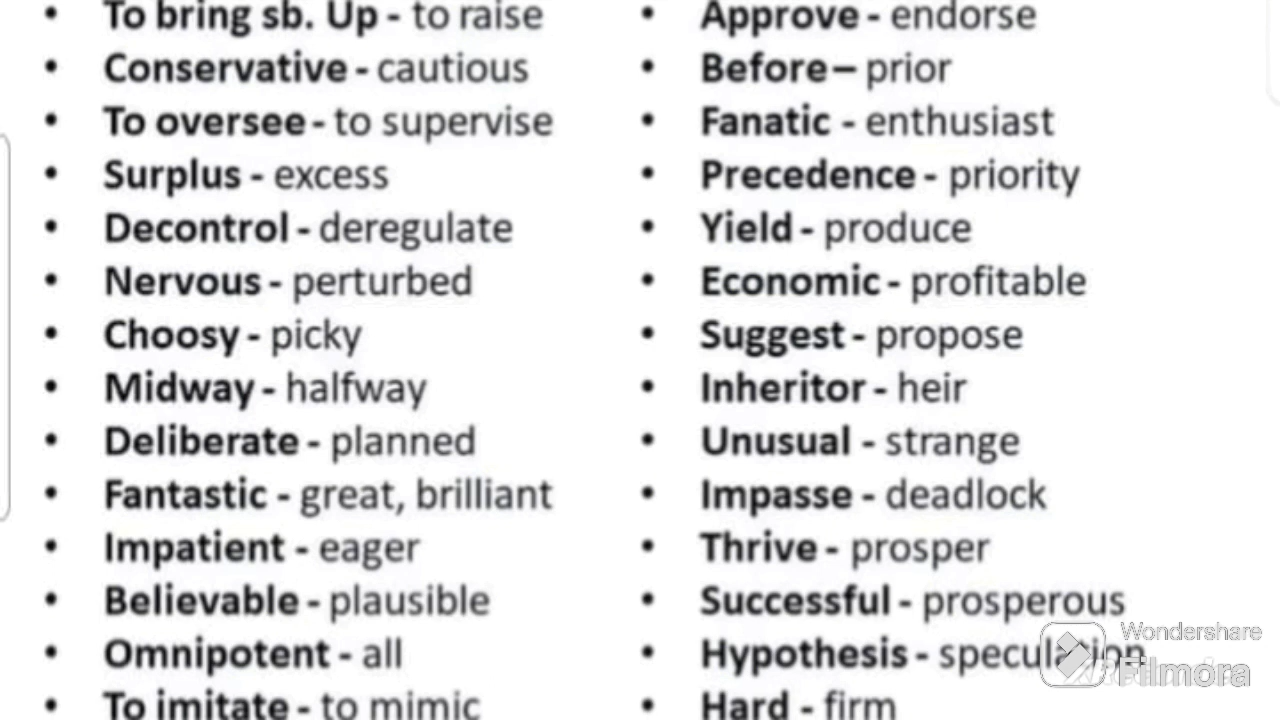 • To bring sb. Up - to raise
• Conservative - cautious
• To oversee - to supervise
• Surplus - excess
• Decontrol - deregulate
• Nervous - perturbed
• Choosy - picky
• Midway - halfway
• Deliberate - planned
• Fantastic - great, brilliant
• Impatient - eager
• Believable - plausible
• Omnipotent - all
• To imitate - to mimic
• Approve - endorse
• Before – prior
• Fanatic - enthusiast
• Precedence - priority
• Yield - produce
• Economic - profitable
• Suggest - propose
• Inheritor - heir
• Unusual - strange
• Impasse - deadlock
• Thrive - prosper
• Successful - prosperous
• Hypothesis - speculation
• Hard - firm
Wondershare
Filmora